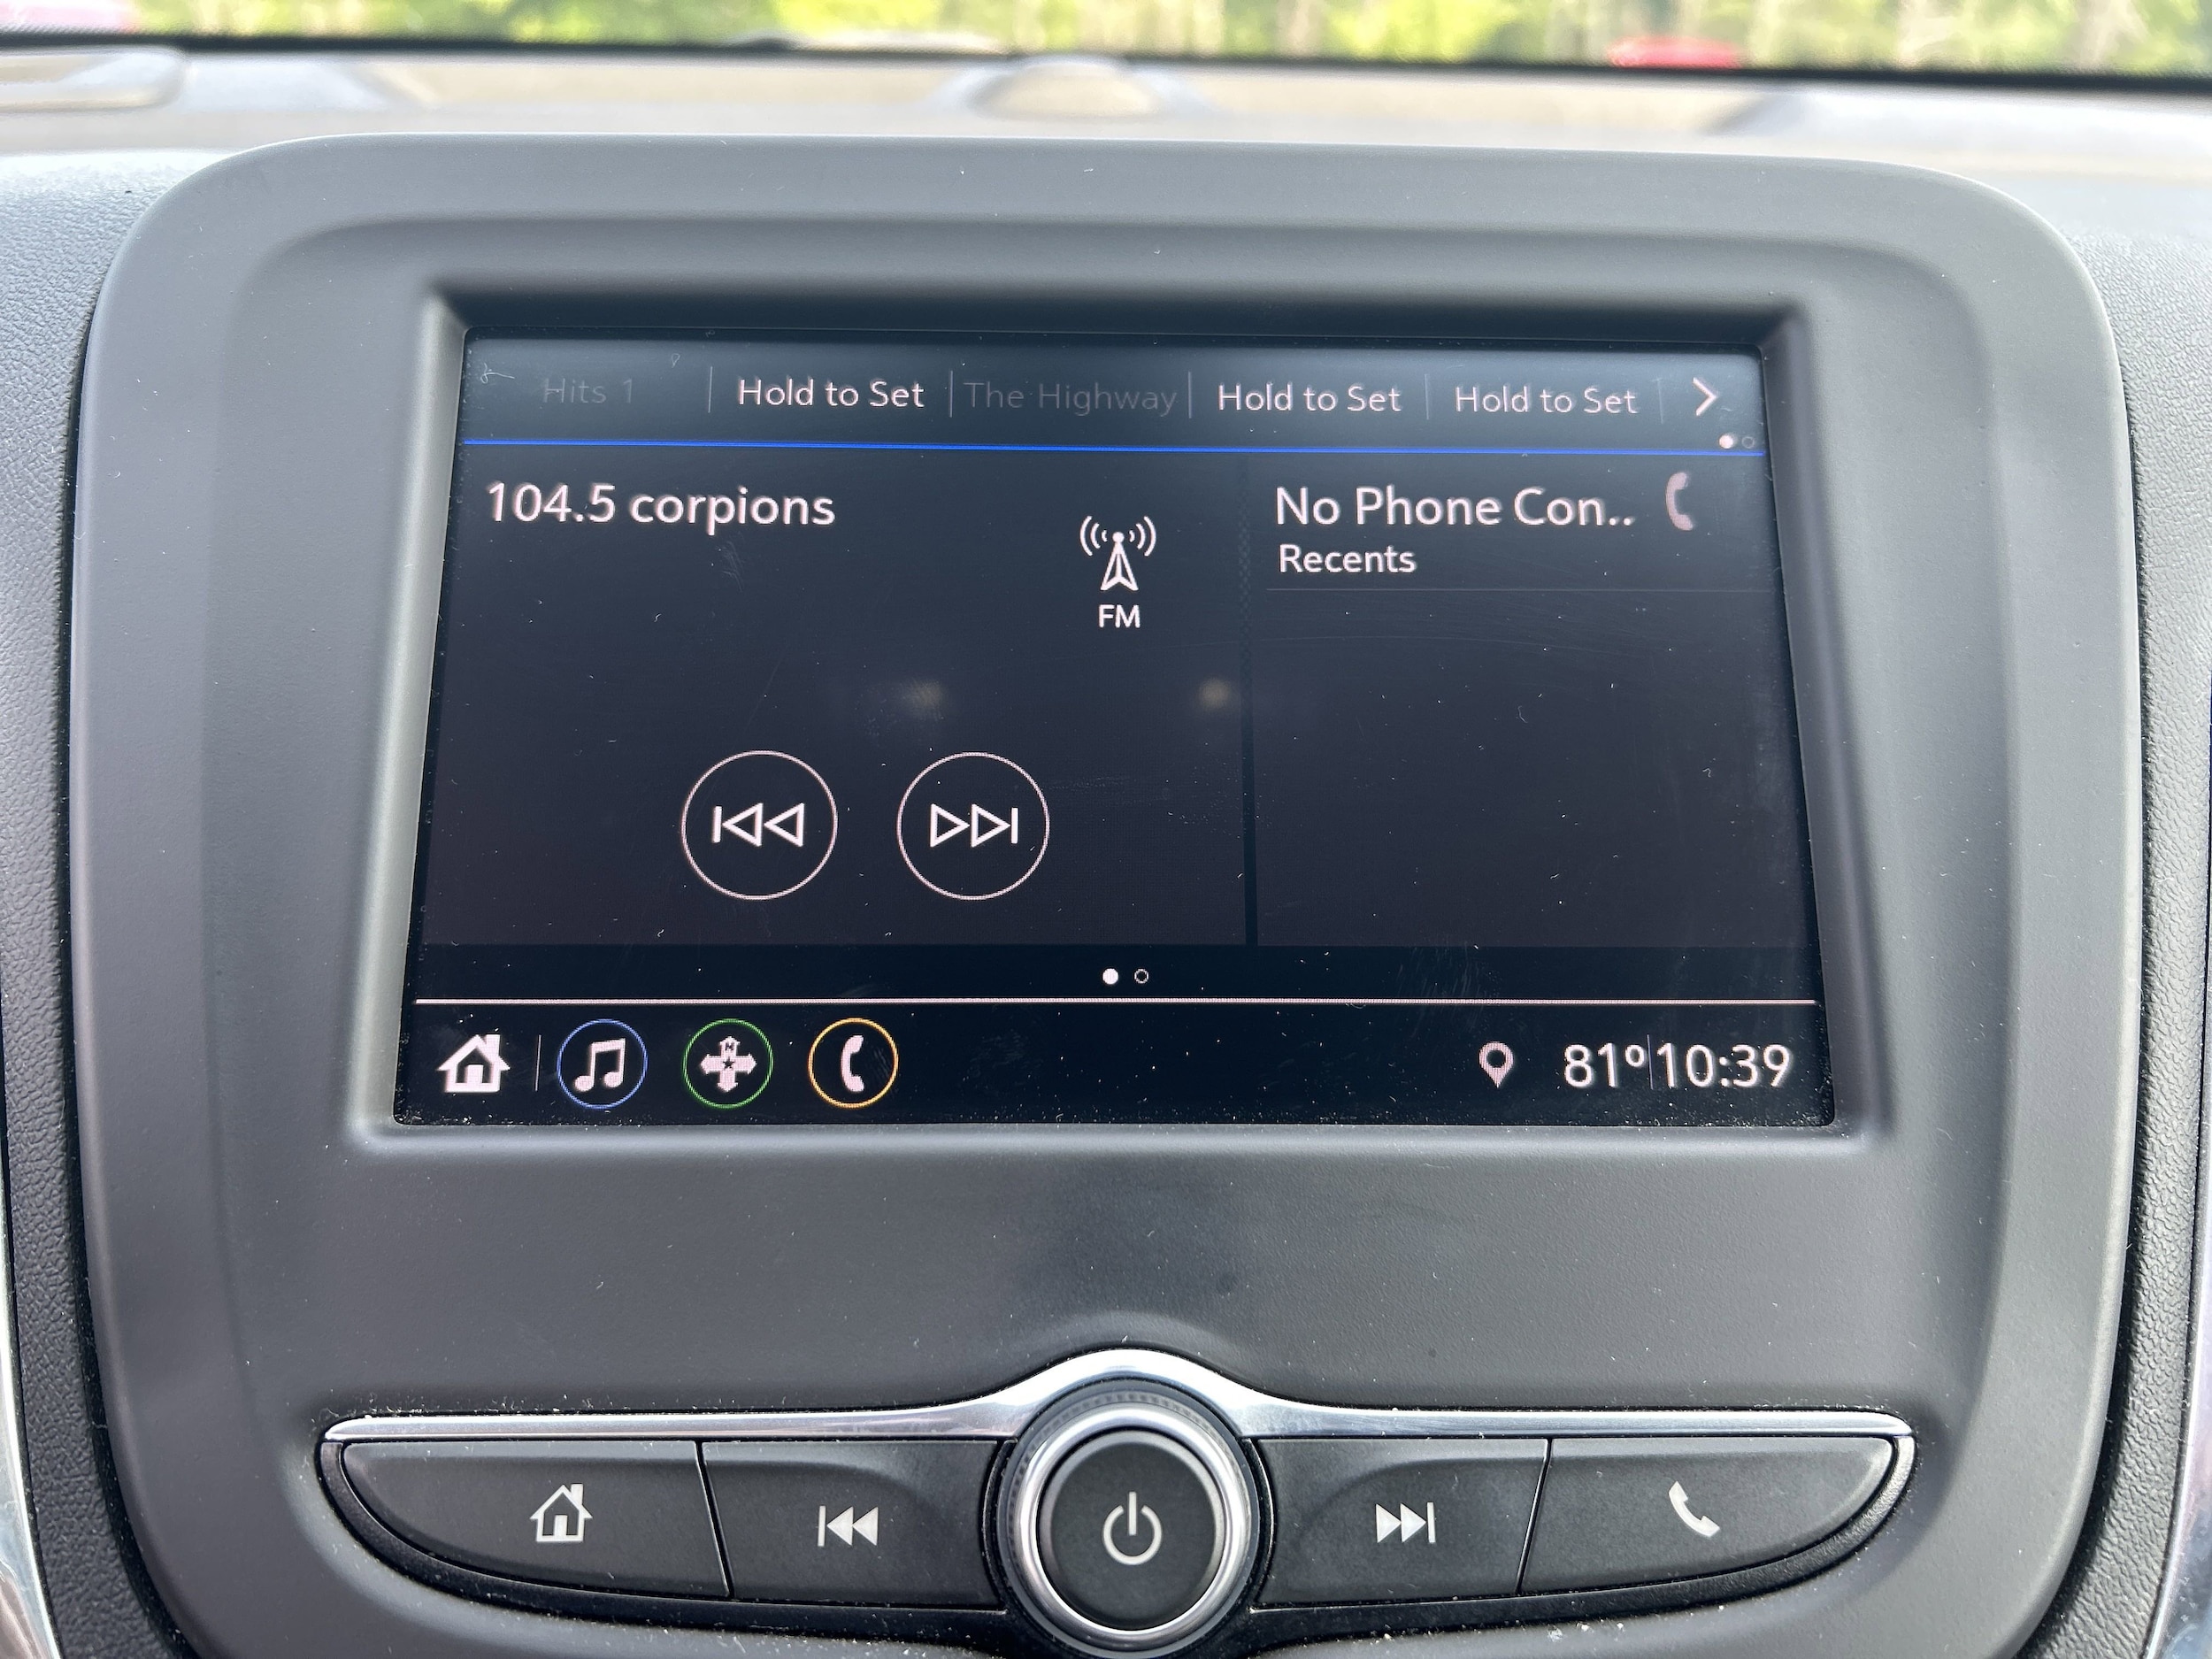 Hits 1 Hold to Set The Highway Hold to Set Hold to Set
104.5 corpions
FM
No Phone Con..
Recents
N
81º 10:39